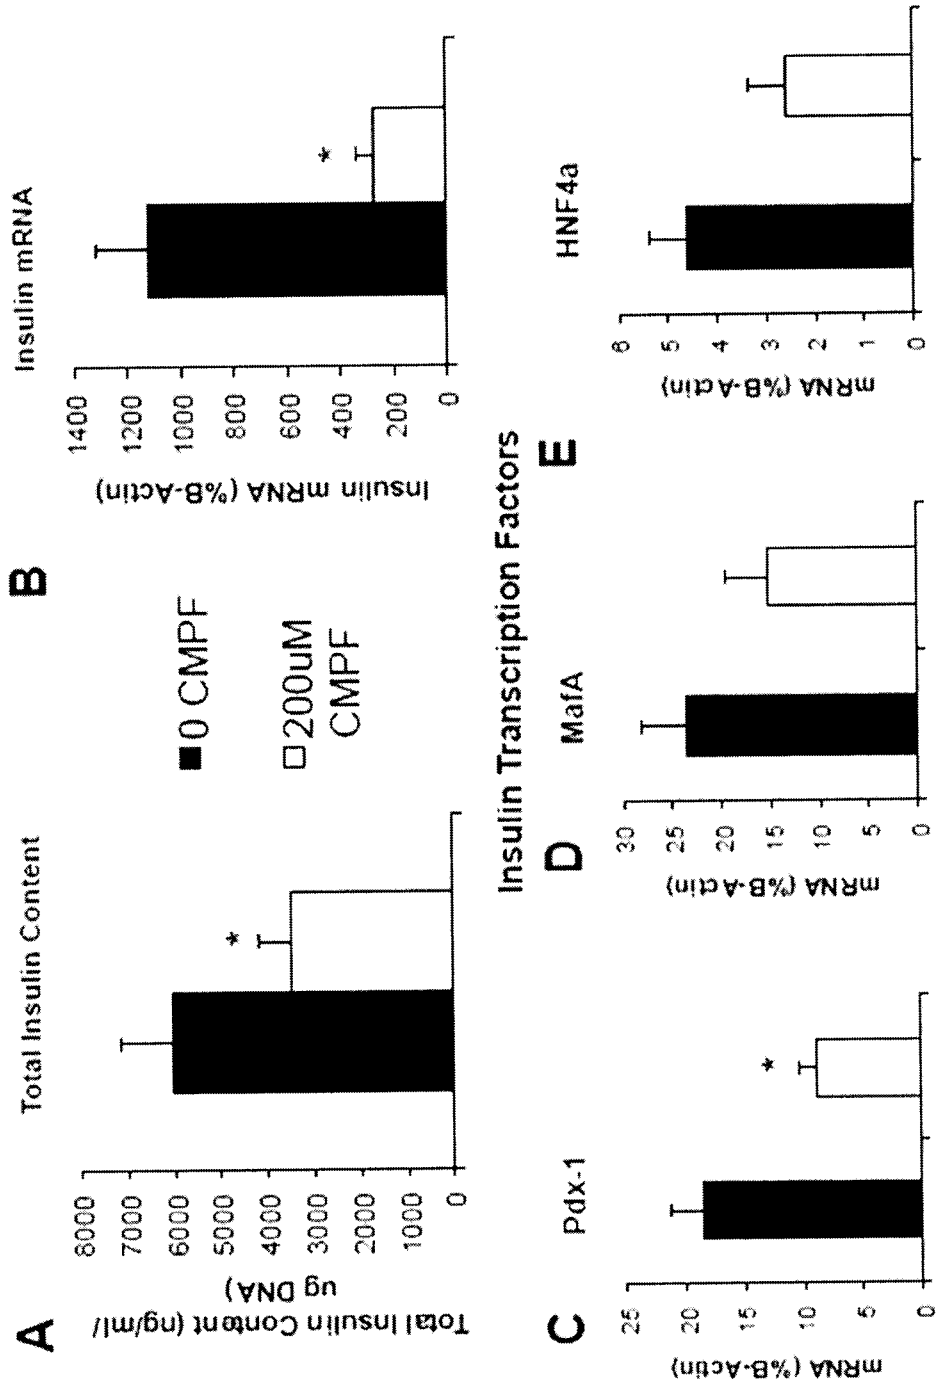 A
Total Insulin Content
Total Insulin Content (ng/ml/
ug DNA)
8000
7000
6000
5000
4000
3000
2000
1000
0
*
■0 CMPF
□200uM
CMPF
B
Insulin mRNA
Insulin mRNA (%B-Actin)
1400
1200
1000
800
600
400
200
0
*
Insulin Transcription Factors
C
Pdx-1
mRNA (%B-Actin)
25
20
15
10
5
0
*
D
MafA
mRNA (%B-Actin)
30
25
20
15
10
5
0
E
HNF4a
mRNA (%B-Actin)
6
5
4
3
2
1
0